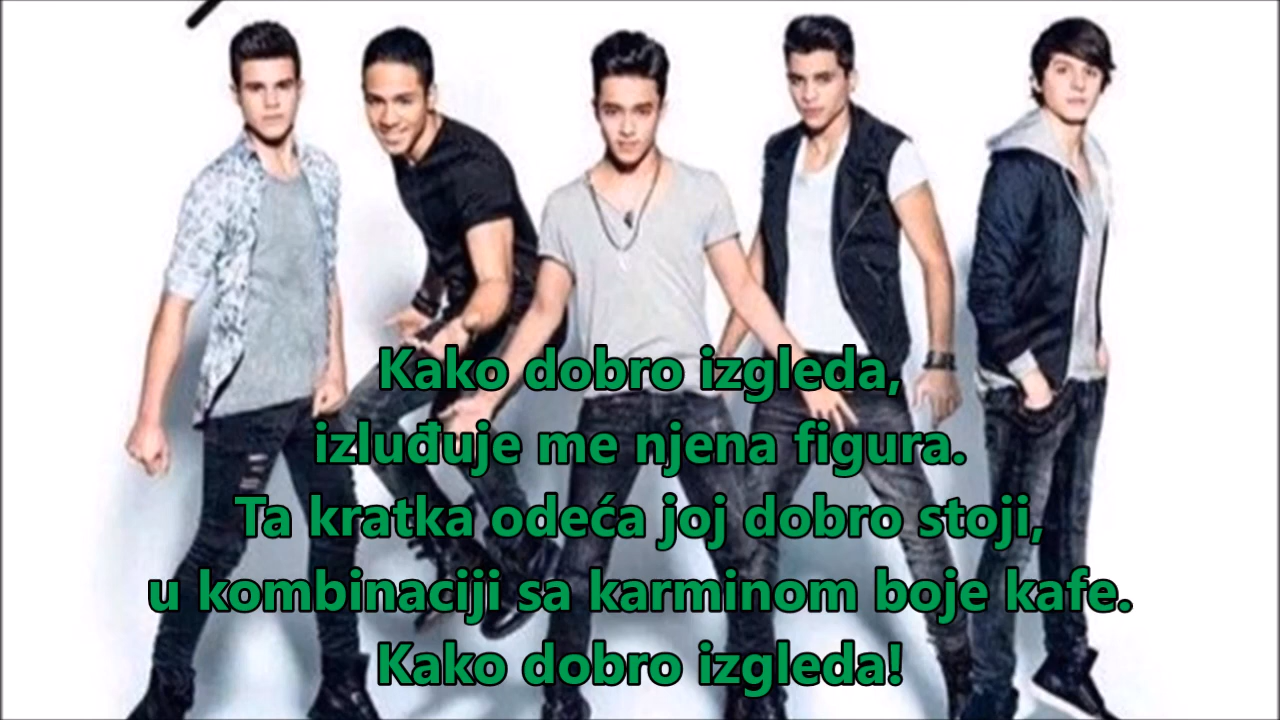 Kako dobro izgleda,
izluđuje me njena figura.
Ta kratka odeća joj dobro stoji,
u kombinaciji sa karminom boje kafe.
Kako dobro izgleda!